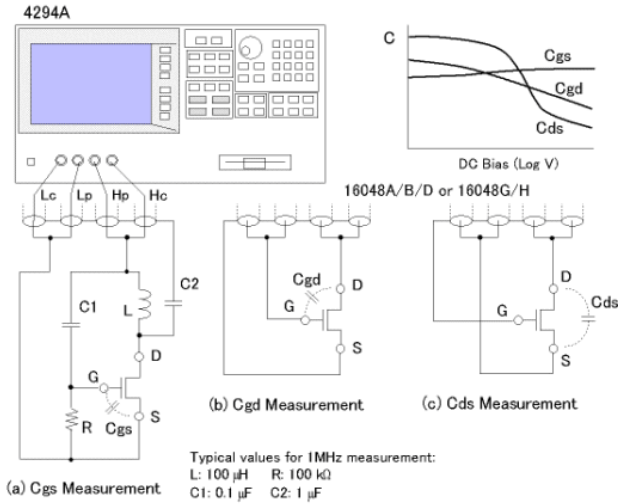 4294A
Lc Lp Hp Hc
C
Cgs
Cgd
Cds
DC Bias (Log V)
16048A/B/D or 16048G/H
C1
L
C2
D
G
S
R
Cgs
(a) Cgs Measurement
Cgd
D
G
S
(b) Cgd Measurement
D
G
Cds
S
(c) Cds Measurement
Typical values for 1MHz measurement:
L: 100 μH R: 100 kΩ
C1: 0.1 μF C2: 1 μF